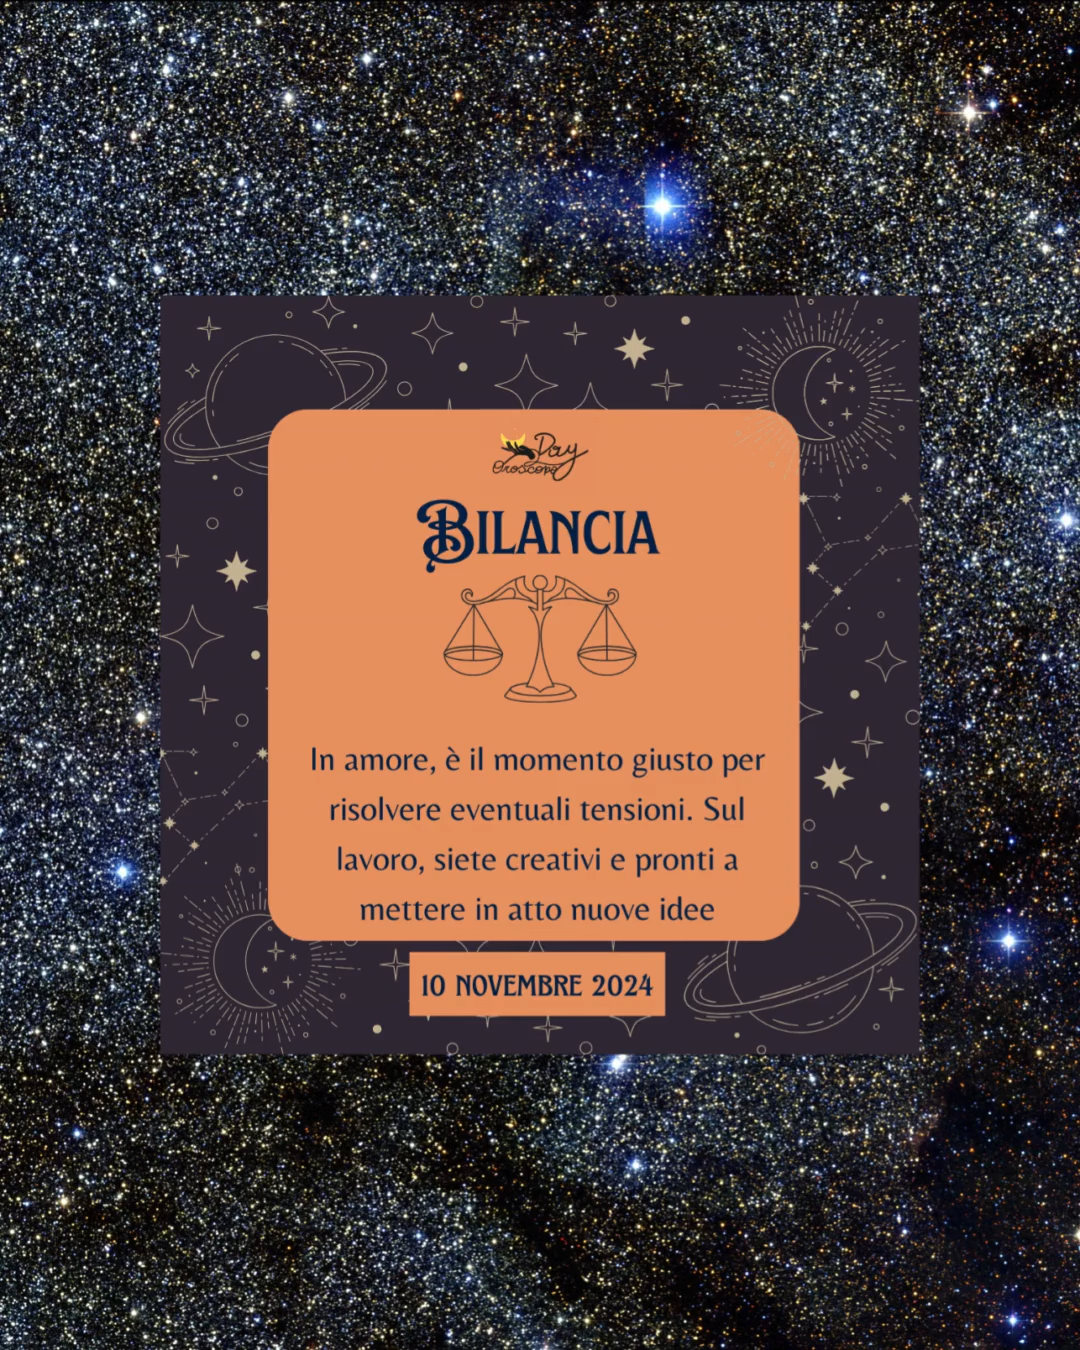 Day
Oroscopo
BILANCIA
In amore, è il momento giusto per
risolvere eventuali tensioni. Sul
lavoro, siete creativi e pronti a
mettere in atto nuove idee
10 NOVEMBRE 2024